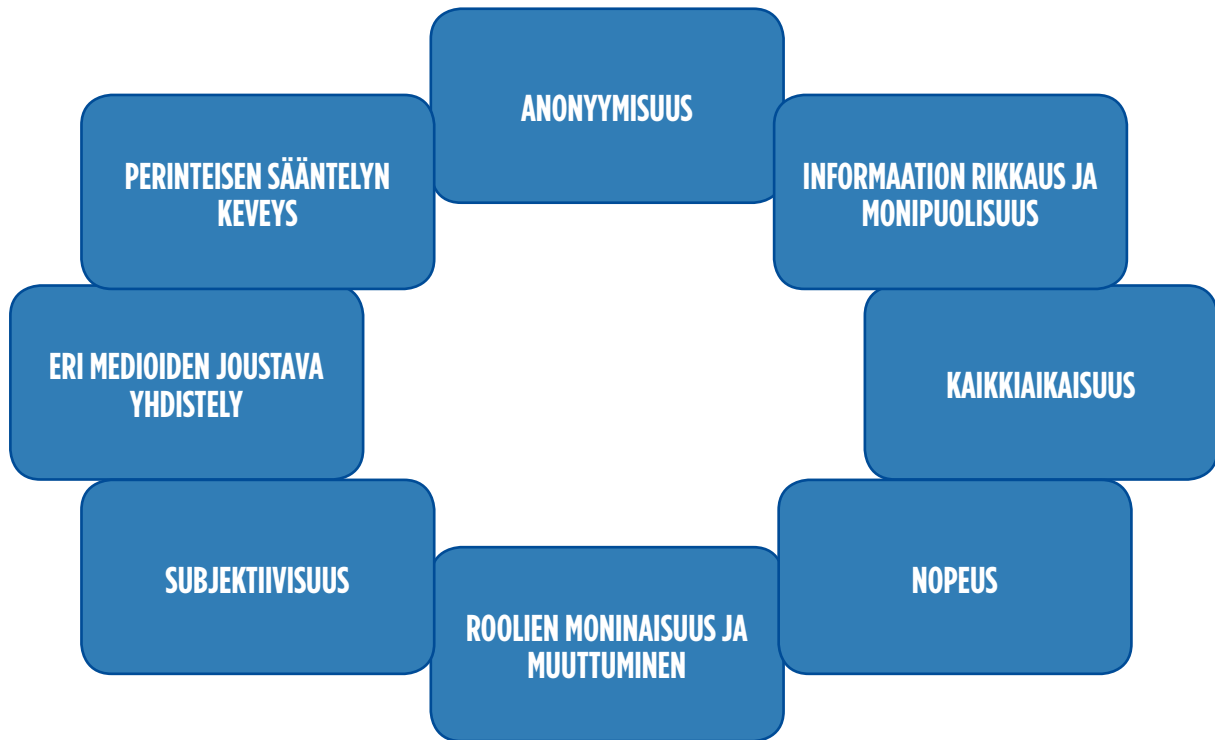 ANONYYMISUUS
PERINTEISEN SÄÄNTELYN
KEVEYS
INFORMAATION RIKKAUS JA
MONIPUOLISUUS
ERI MEDIOIDEN JOUSTAVA
YHDISTELY
KAIKKIAIKAISUUS
SUBJEKTIIVISUUS
NOPEUS
ROOLIEN MONINAISUUS JA
MUUTTUMINEN